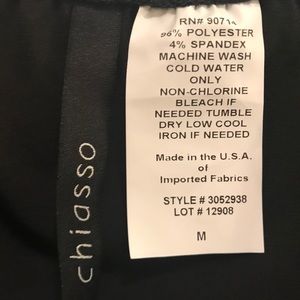 chiasso
RN# 90714
96% POLYESTER
4% SPANDEX
MACHINE WASH
COLD WATER
ONLY
NON-CHLORINE
BLEACH IF
NEEDED TUMBLE
DRY LOW COOL
IRON IF NEEDED
Made in the U.S.A.
of
Imported Fabrics
STYLE # 3052938
LOT # 12908
M